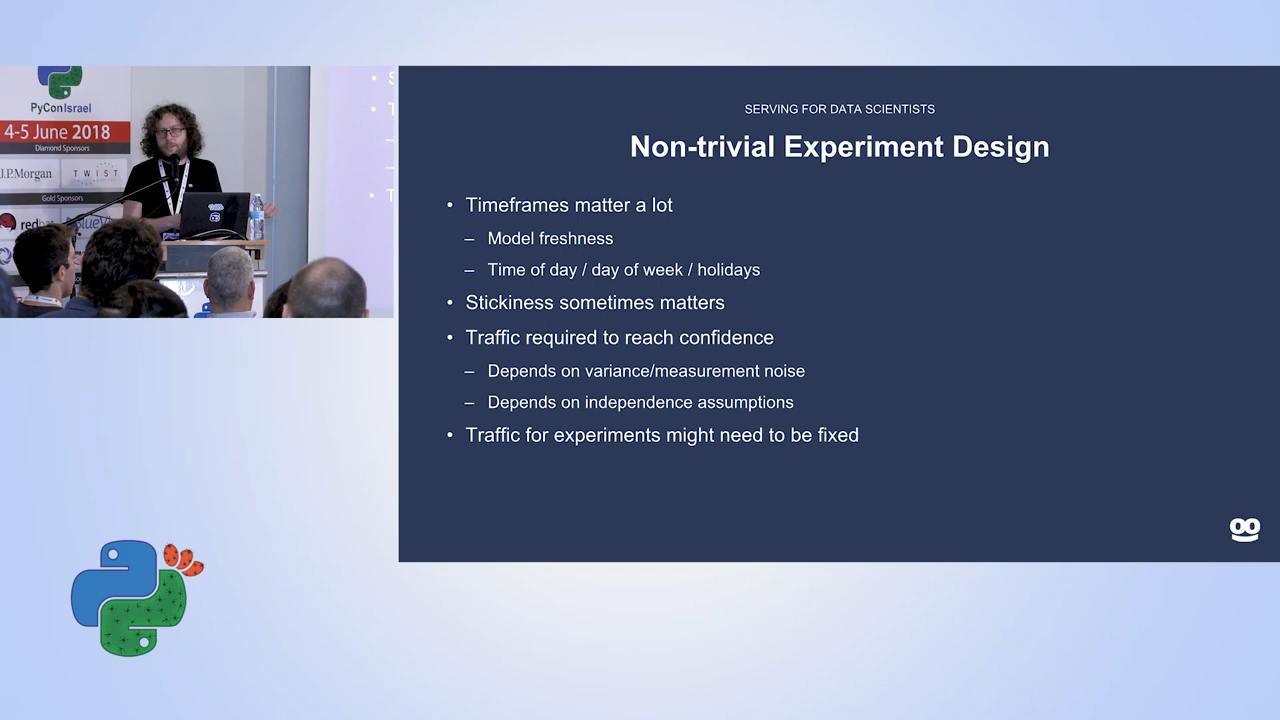 PyConIsrael
4-5 June 2018
Diamond Sponsors
J.P.Morgan
TWIST
Gold Sponsors
SERVING FOR DATA SCIENTISTS
Non-trivial Experiment Design
• Timeframes matter a lot
– Model freshness
– Time of day / day of week / holidays
• Stickiness sometimes matters
• Traffic required to reach confidence
– Depends on variance/measurement noise
– Depends on independence assumptions
• Traffic for experiments might need to be fixed